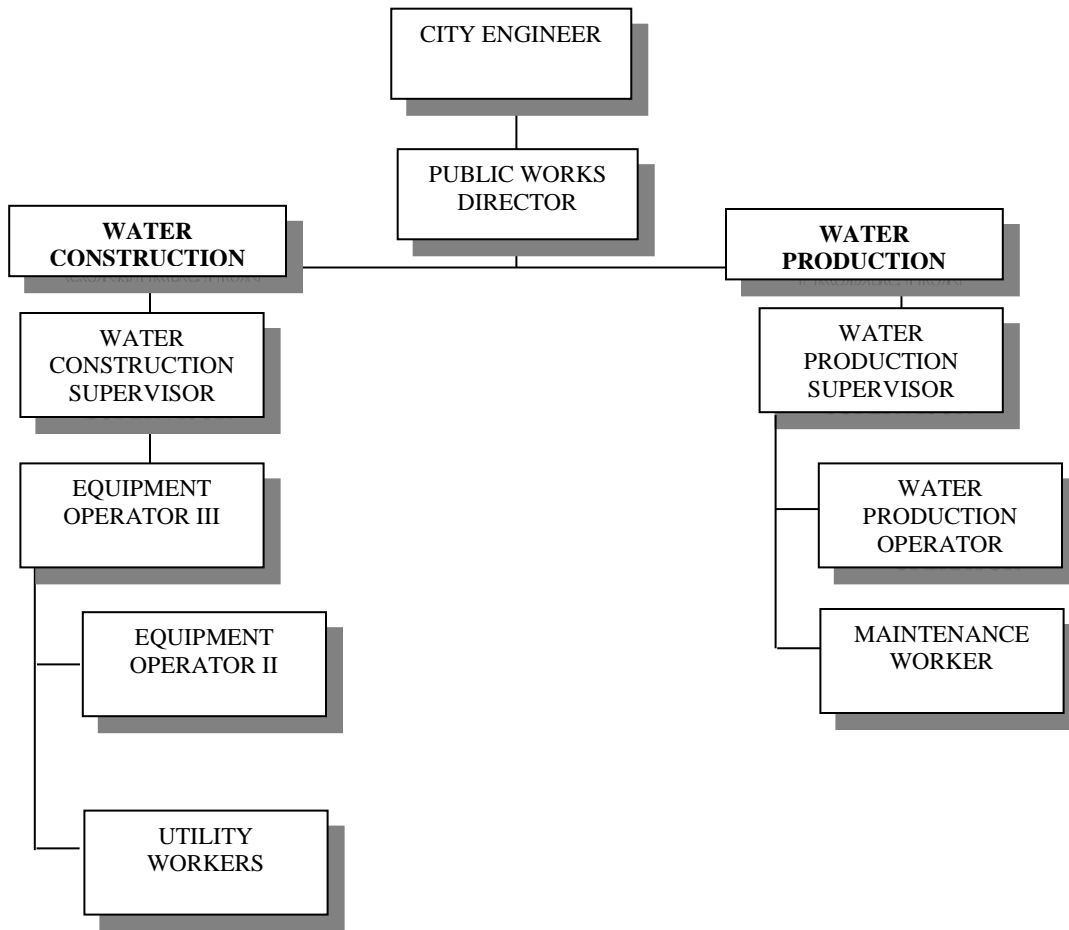 CITY ENGINEER
PUBLIC WORKS
DIRECTOR
WATER
CONSTRUCTION
WATER
PRODUCTION
WATER
CONSTRUCTION
SUPERVISOR
WATER
PRODUCTION
SUPERVISOR
EQUIPMENT
OPERATOR III
WATER
PRODUCTION
OPERATOR
EQUIPMENT
OPERATOR II
MAINTENANCE
WORKER
UTILITY
WORKERS